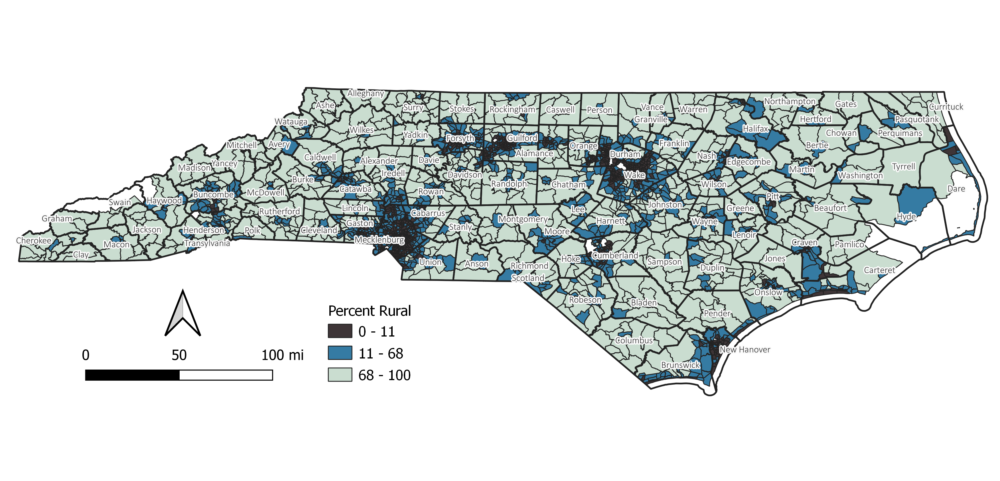 Alleghany
Ashe
Surry
Stokes
Rockingham
Caswell
Person
Vance
Granville
Warren
Northampton
Gates
Currituck
Hertford
Pasquotank
Watauga
Wilkes
Yadkin
Forsyth
Guilford
Halifax
Chowan
Perquimans
Mitchell
Avery
Orange
Franklin
Bertie
Caldwell
Alexander
Davie
Alamance
Durham
Nash
Edgecombe
Madison
Yancey
Iredell
Davidson
Wake
Martin
Washington
Tyrrell
Burke
Randolph
Chatham
Wilson
Dare
Buncombe
McDowell
Catawba
Rowan
Pitt
Swain
Haywood
Johnston
Rutherford
Lincoln
Cabarrus
Lee
Greene
Beaufort
Hyde
Graham
Jackson
Henderson
Polk
Cleveland
Gaston
Stanly
Montgomery
Harnett
Wayne
Moore
Lenoir
Cherokee
Macon
Transylvania
Mecklenburg
Craven
Pamlico
Clay
Union
Anson
Richmond
Hoke
Cumberland
Sampson
Duplin
Jones
Carteret
Scotland
Robeson
Bladen
Onslow
Pender
Columbus
New Hanover
Brunswick
Percent Rural
0 - 11
11 - 68
68 - 100
0 50 100 mi